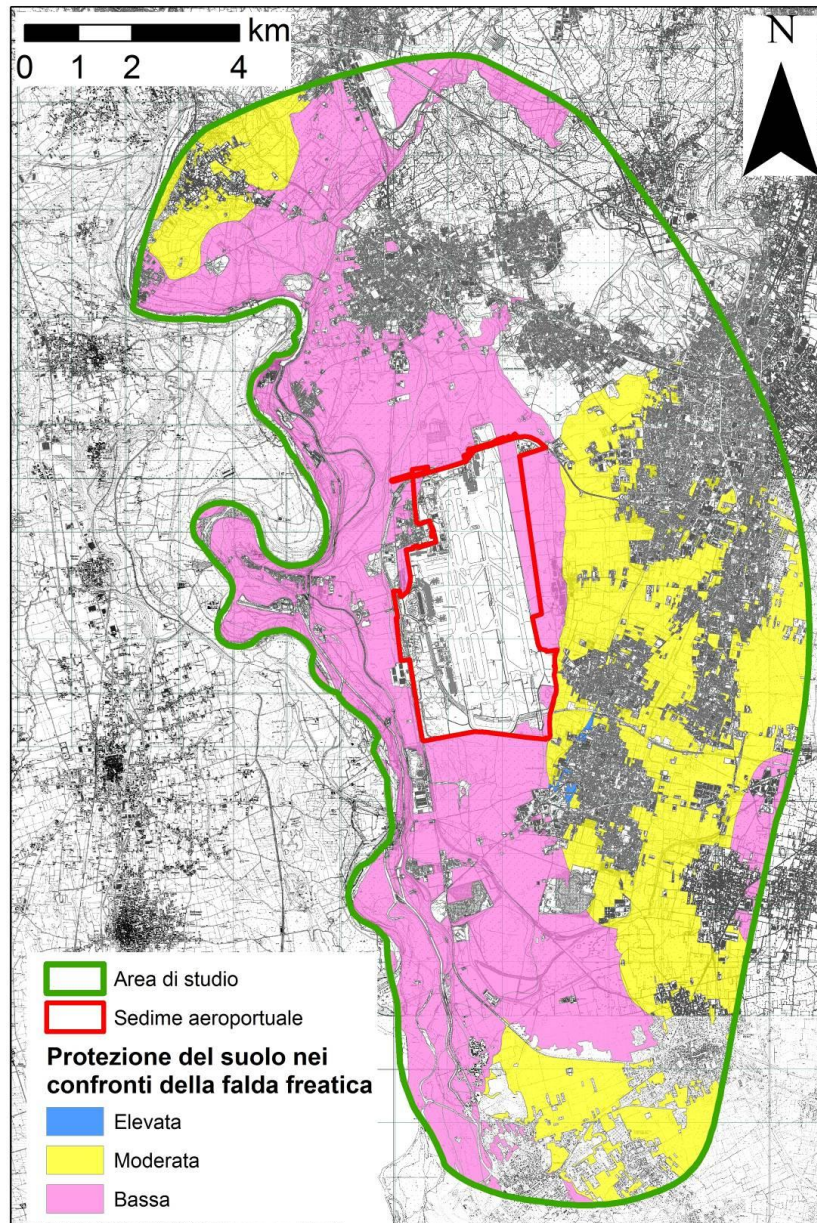 km
0 1 2 4
N
Area di studio
Sedime aeroportuale
Protezione del suolo nei
confronti della falda freatica
Elevata
Moderata
Bassa